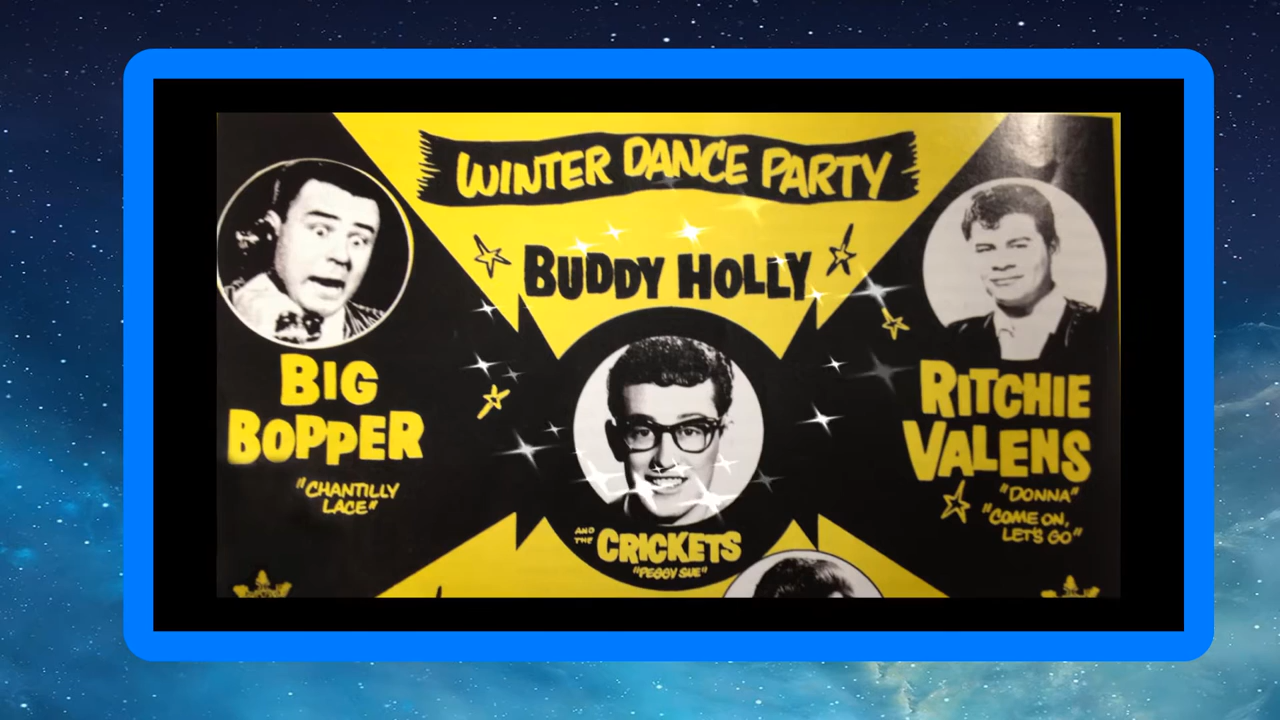 WINTER DANCE PARTY
BUDDY HOLLY
AND THE CRICKETS
"PEGGY SUE"
BIG
BOPPER
"CHANTILLY
LACE"
RITCHIE
VALENS
"DONNA"
"COME ON,
LET'S GO"